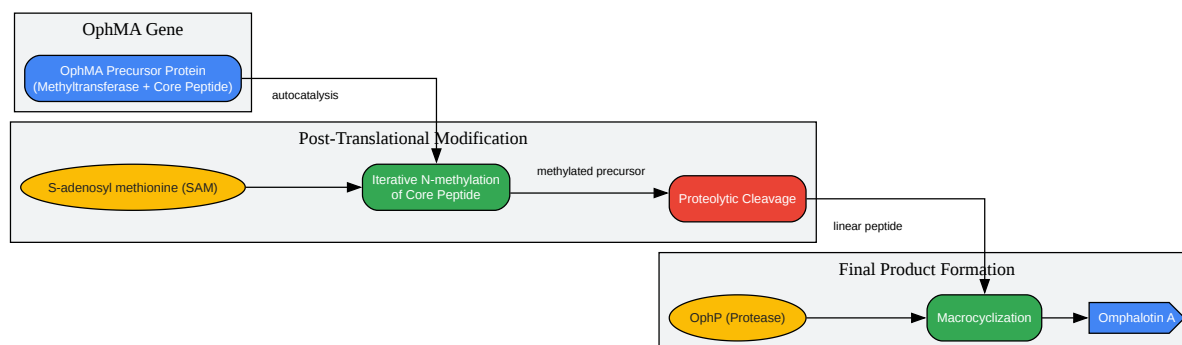 OphMA Gene
OphMA Precursor Protein
(Methyltransferase + Core Peptide)
autocatalysis
Post-Translational Modification
S-adenosyl methionine (SAM)
Iterative N-methylation
of Core Peptide
methylated precursor
Proteolytic Cleavage
linear peptide
Final Product Formation
OphP (Protease)
Macrocyclization
Omphalotin A